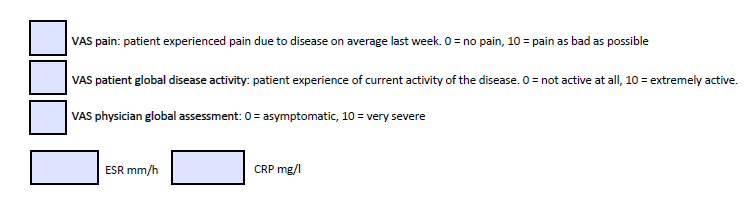 VAS pain: patient experienced pain due to disease on average last week. 0 = no pain, 10 = pain as bad as possible
VAS patient global disease activity: patient experience of current activity of the disease. 0 = not active at all, 10 = extremely active.
VAS physician global assessment: 0 = asymptomatic, 10 = very severe
ESR mm/h CRP mg/l